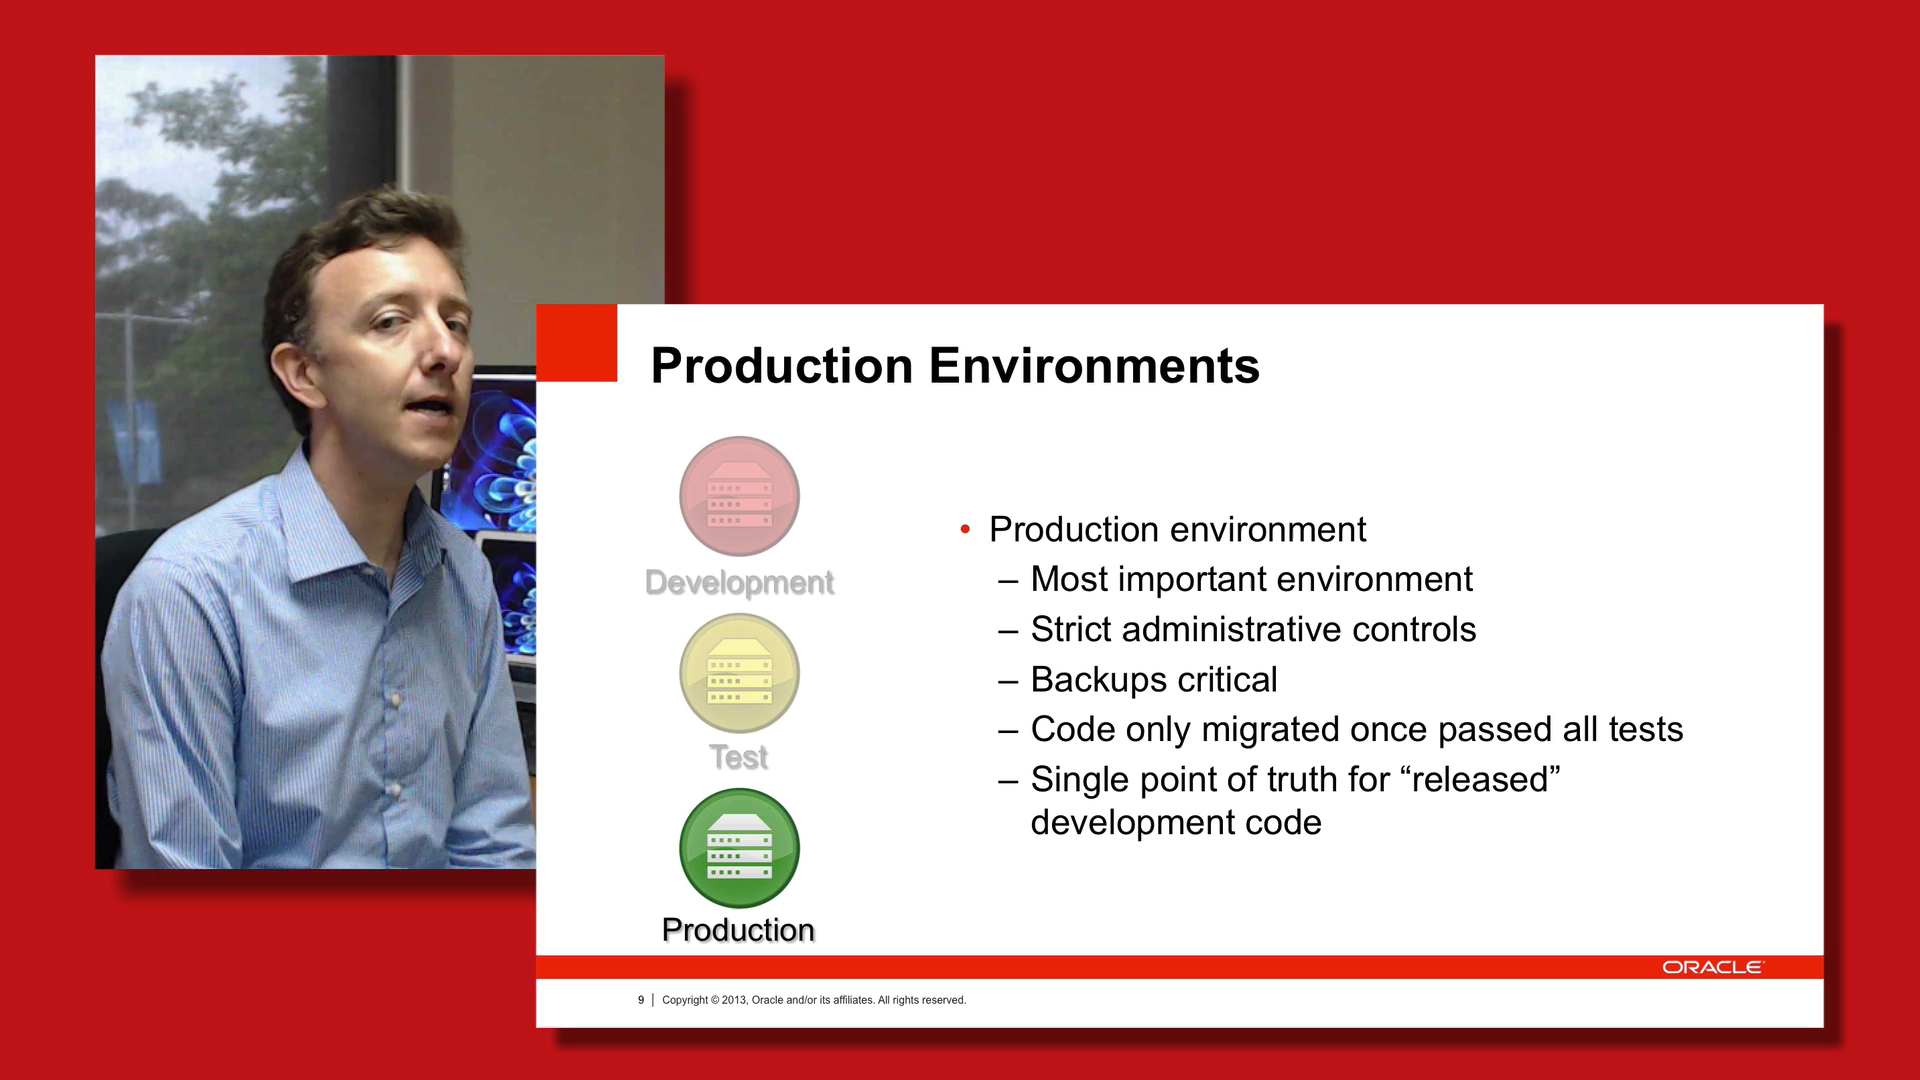 Production Environments
Development
Test
Production
• Production environment
– Most important environment
– Strict administrative controls
– Backups critical
– Code only migrated once passed all tests
– Single point of truth for “released”
development code
ORACLE
9 | Copyright © 2013, Oracle and/or its affiliates. All rights reserved.